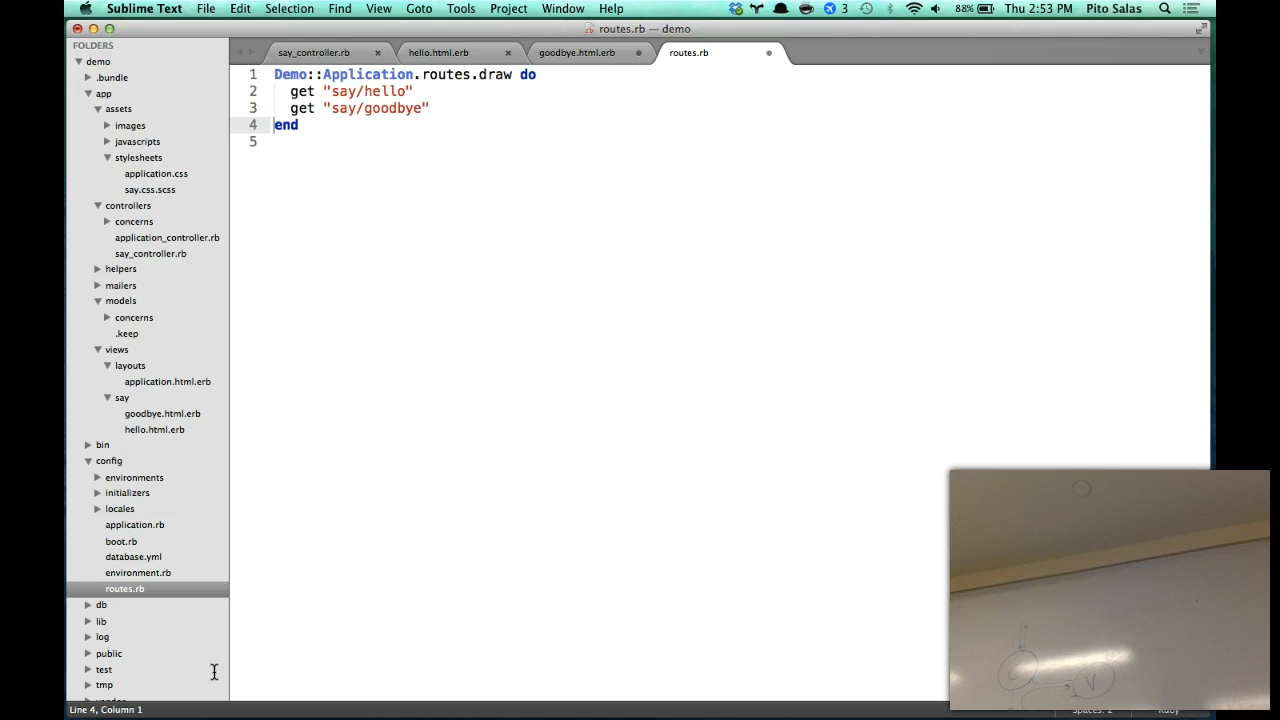 Sublime Text File Edit Selection Find View Goto Tools Project Window Help 3 88% Thu 2:53 PM Pito Salas
routes.rb — demo
FOLDERS
say_controller.rb × hello.html.erb × goodbye.html.erb routes.rb
demo
.bundle
app
assets
images
javascripts
stylesheets
application.css
say.css.scss
controllers
concerns
application_controller.rb
say_controller.rb
helpers
mailers
models
concerns
.keep
views
layouts
application.html.erb
say
goodbye.html.erb
hello.html.erb
bin
config
environments
initializers
locales
application.rb
boot.rb
database.yml
environment.rb
routes.rb
db
lib
log
public
test
tmp
1 Demo::Application.routes.draw do
2 get "say/hello"
3 get "say/goodbye"
4 end
5
V
Line 4, Column 1